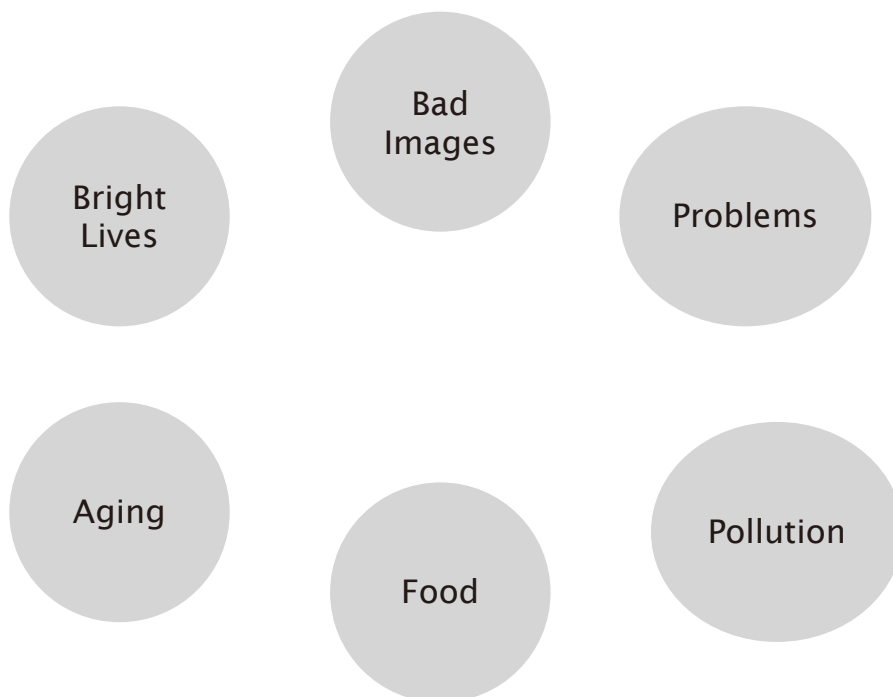 Bad
Images
Bright
Lives
Problems
Aging
Pollution
Food